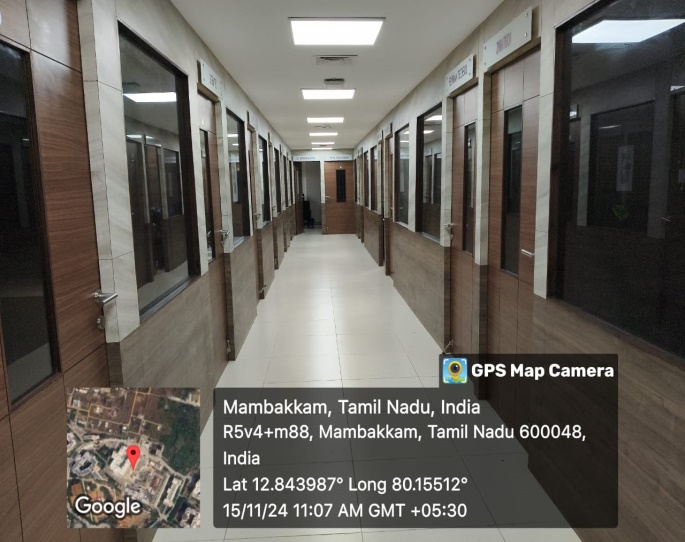 GPS Map Camera
Mambakkam, Tamil Nadu, India
R5v4+m88, Mambakkam, Tamil Nadu 600048,
India
Lat 12.843987° Long 80.15512°
15/11/24 11:07 AM GMT +05:30
Google